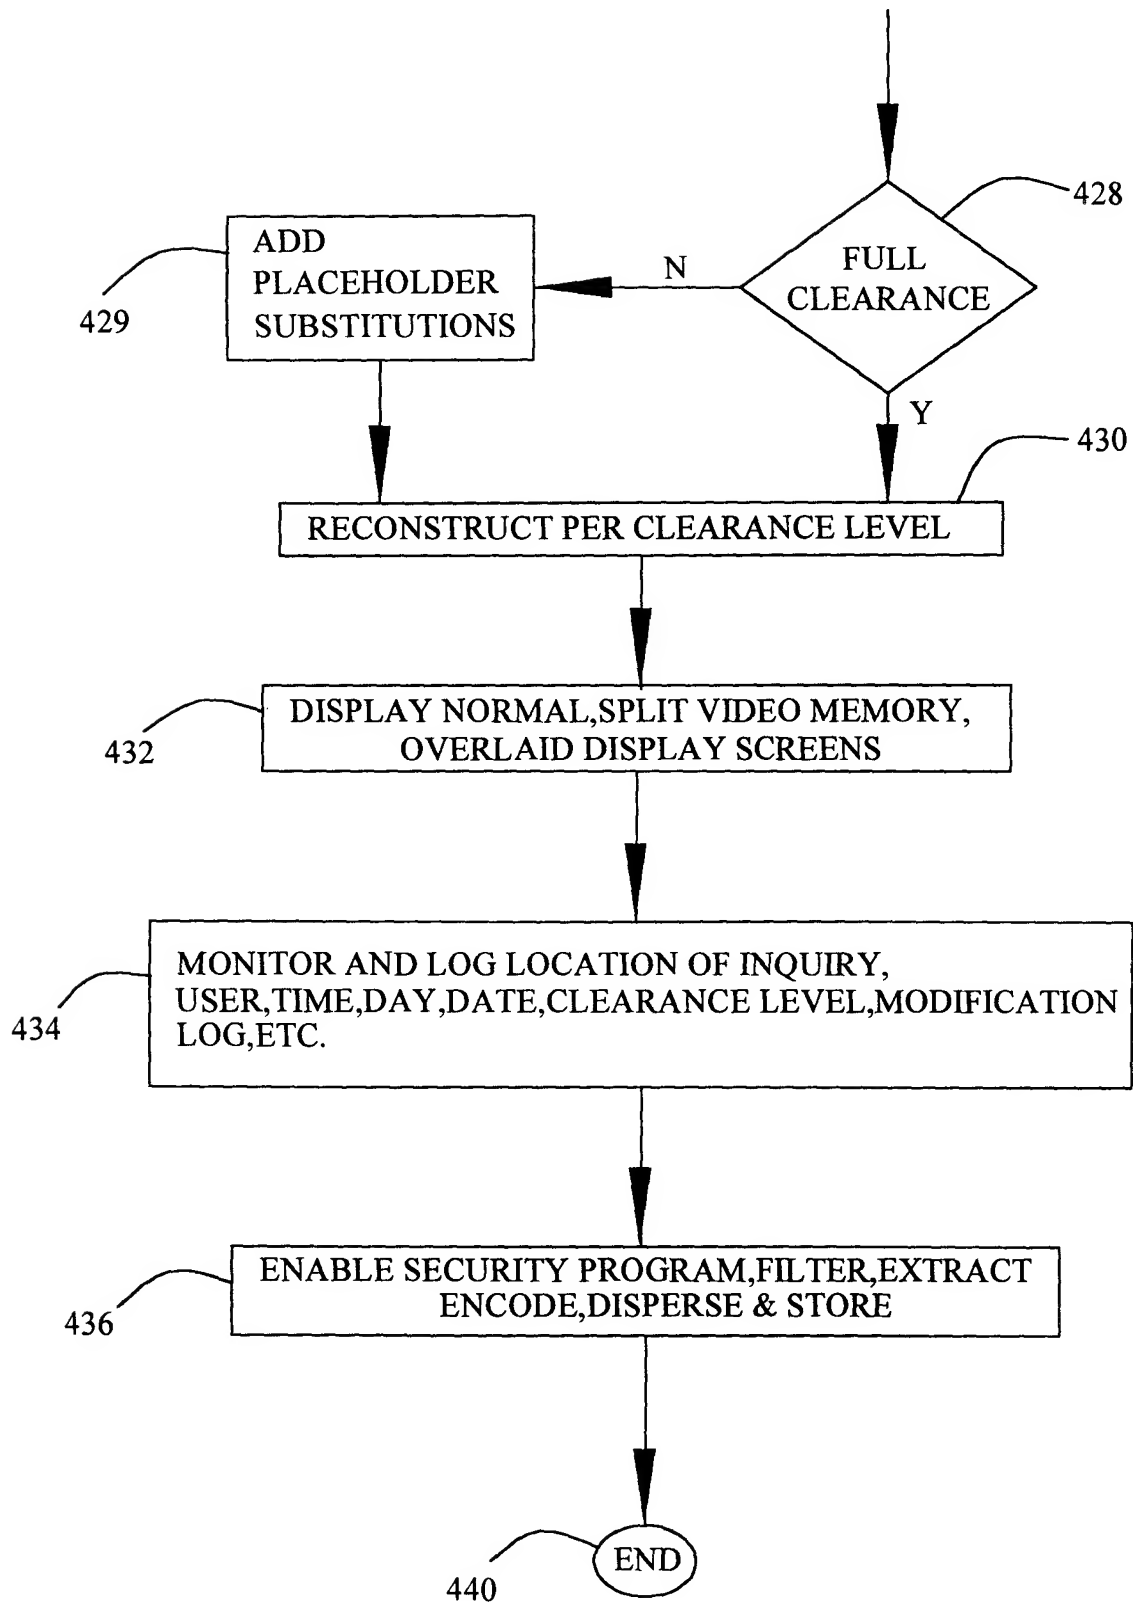 428
FULL
CLEARANCE
N
ADD
PLACEHOLDER
SUBSTITUTIONS
429
Y
430
RECONSTRUCT PER CLEARANCE LEVEL
DISPLAY NORMAL,SPLIT VIDEO MEMORY,
OVERLAID DISPLAY SCREENS
432
MONITOR AND LOG LOCATION OF INQUIRY,
USER,TIME,DAY,DATE,CLEARANCE LEVEL,MODIFICATION
LOG,ETC.
434
ENABLE SECURITY PROGRAM,FILTER,EXTRACT
ENCODE,DISPERSE & STORE
436
END
440